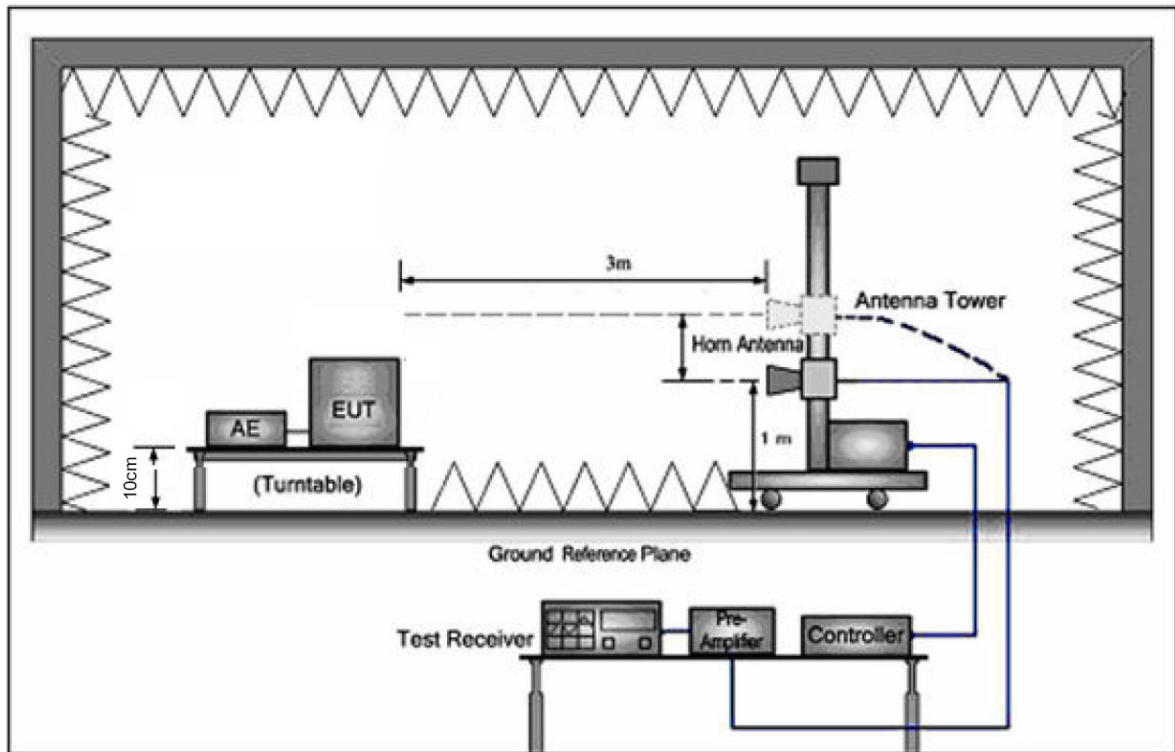 3m
Antenna Tower
Horn Antenna
EUT
AE
1 m
10cm
(Turntable)
Ground Reference Plane
Test Receiver
Pre-
Amplifier
Controller